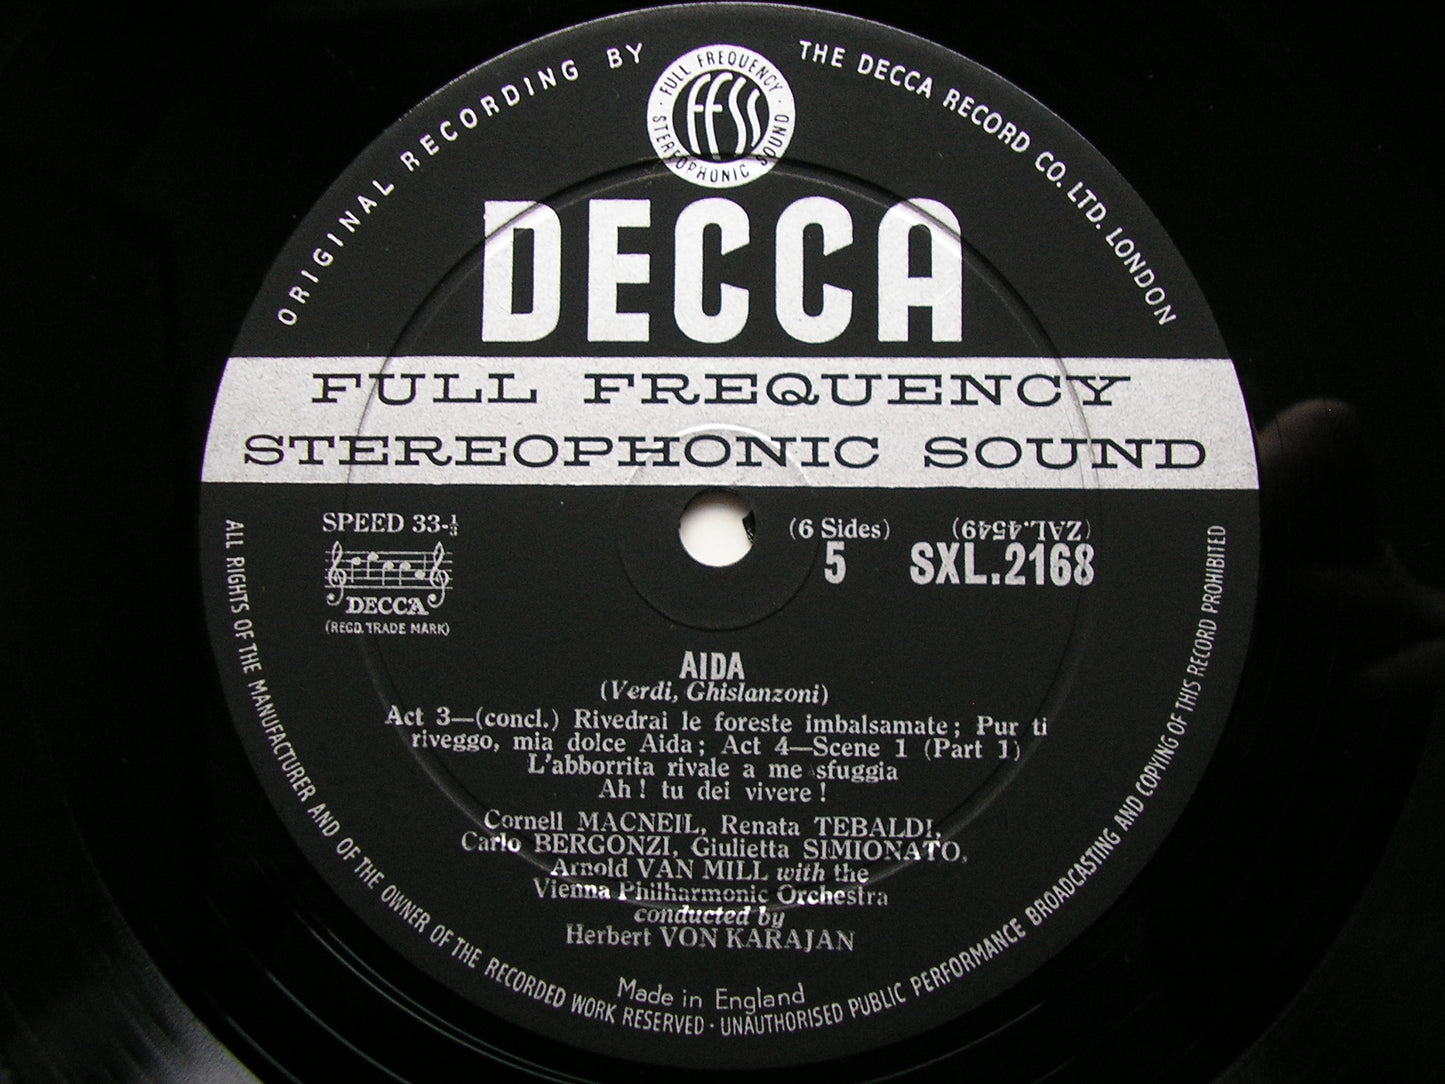 ORIGINAL RECORDING BY THE DECCA RECORD CO. LTD. LONDON
· FULL FREQUENCY · STEREOPHONIC SOUND
FFSS
DECCA
FULL FREQUENCY
STEREOPHONIC SOUND
SPEED 33-⅓
DECCA
(REGD. TRADE MARK)
(6 Sides)
5
(ZAL.4549)
SXL.2168
AIDA
(Verdi, Ghislanzoni)
Act 3—(concl.) Rivedrai le foreste imbalsamate; Pur ti
riveggo, mia dolce Aida; Act 4—Scene 1 (Part 1)
L'abborrita rivale a me sfuggia
Ah! tu dei vivere!
Cornell MACNEIL, Renata TEBALDI,
Carlo BERGONZI, Giulietta SIMIONATO,
Arnold VAN MILL with the
Vienna Philharmonic Orchestra
conducted by
Herbert VON KARAJAN
Made in England
ALL RIGHTS OF THE MANUFACTURER AND OF THE OWNER OF THE RECORDED WORK RESERVED · UNAUTHORISED PUBLIC PERFORMANCE BROADCASTING AND COPYING OF THIS RECORD PROHIBITED